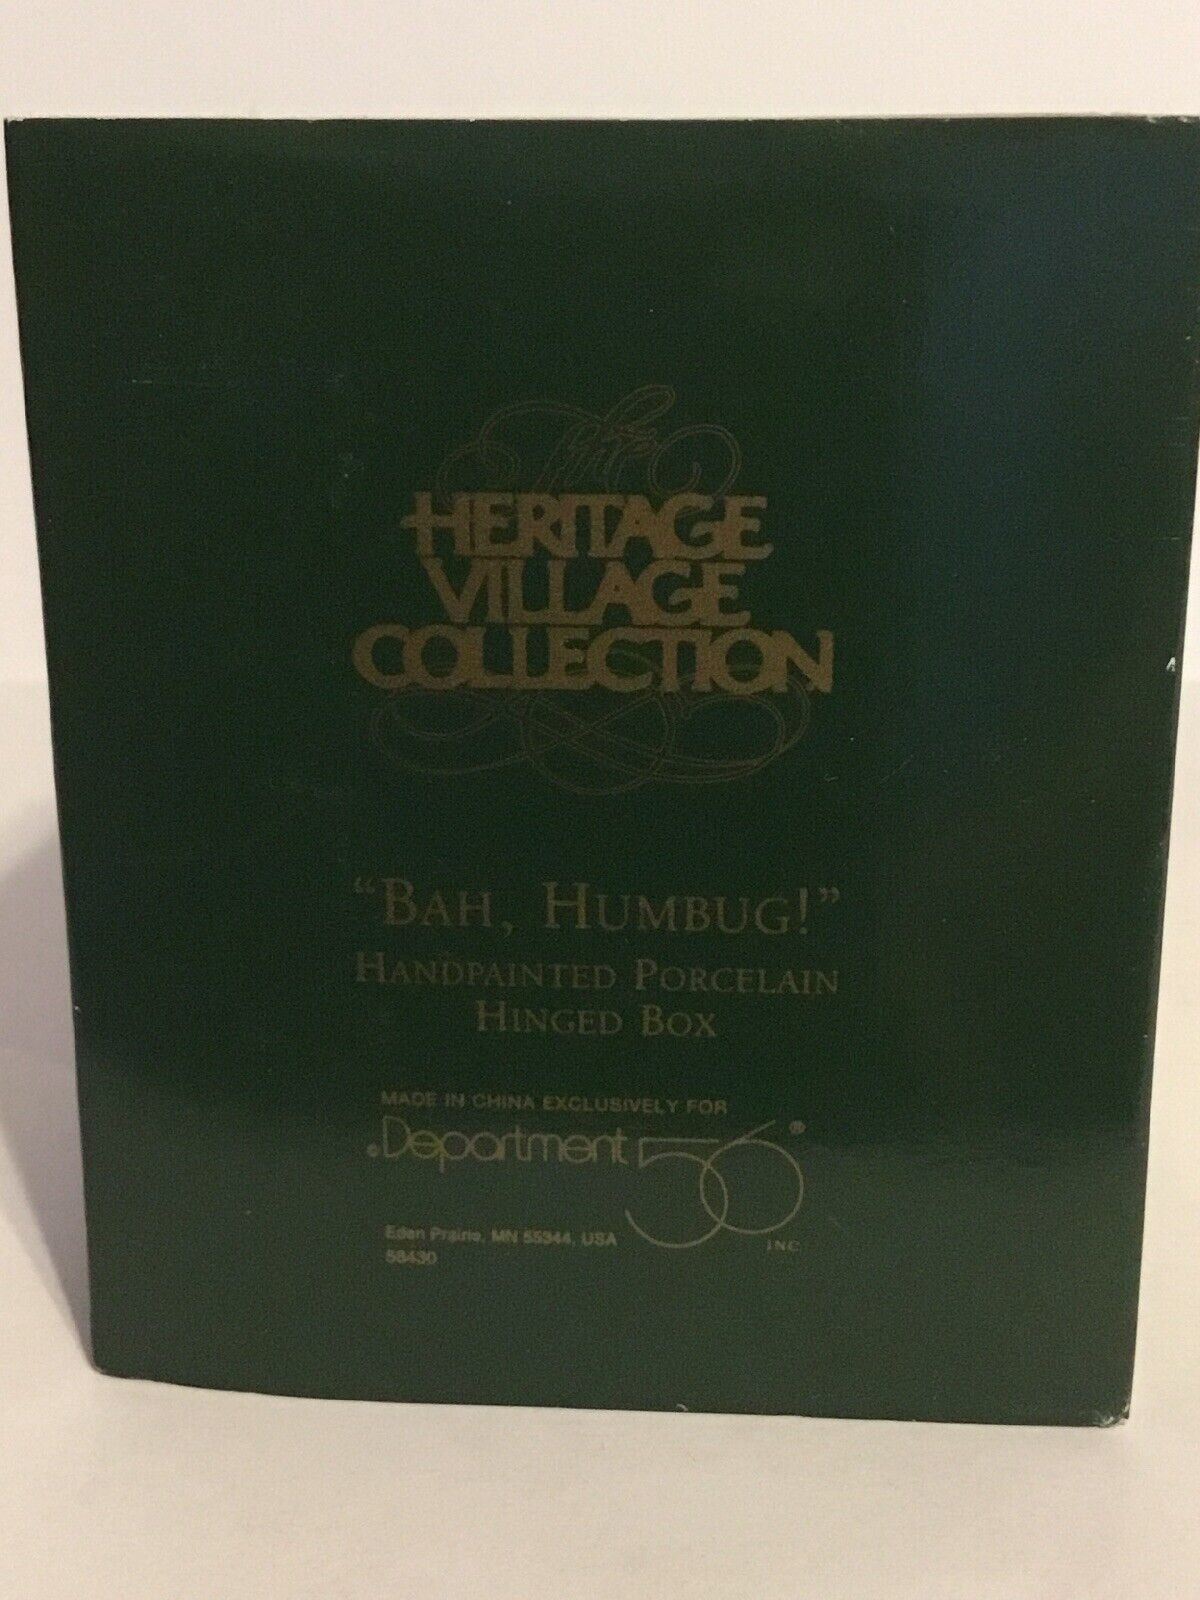 The
HERITAGE
VILLAGE
COLLECTION
“BAH, HUMBUG!”
HANDPAINTED PORCELAIN
HINGED BOX
MADE IN CHINA EXCLUSIVELY FOR
®Department 56®
INC
Eden Prairie, MN 55344, USA
58430